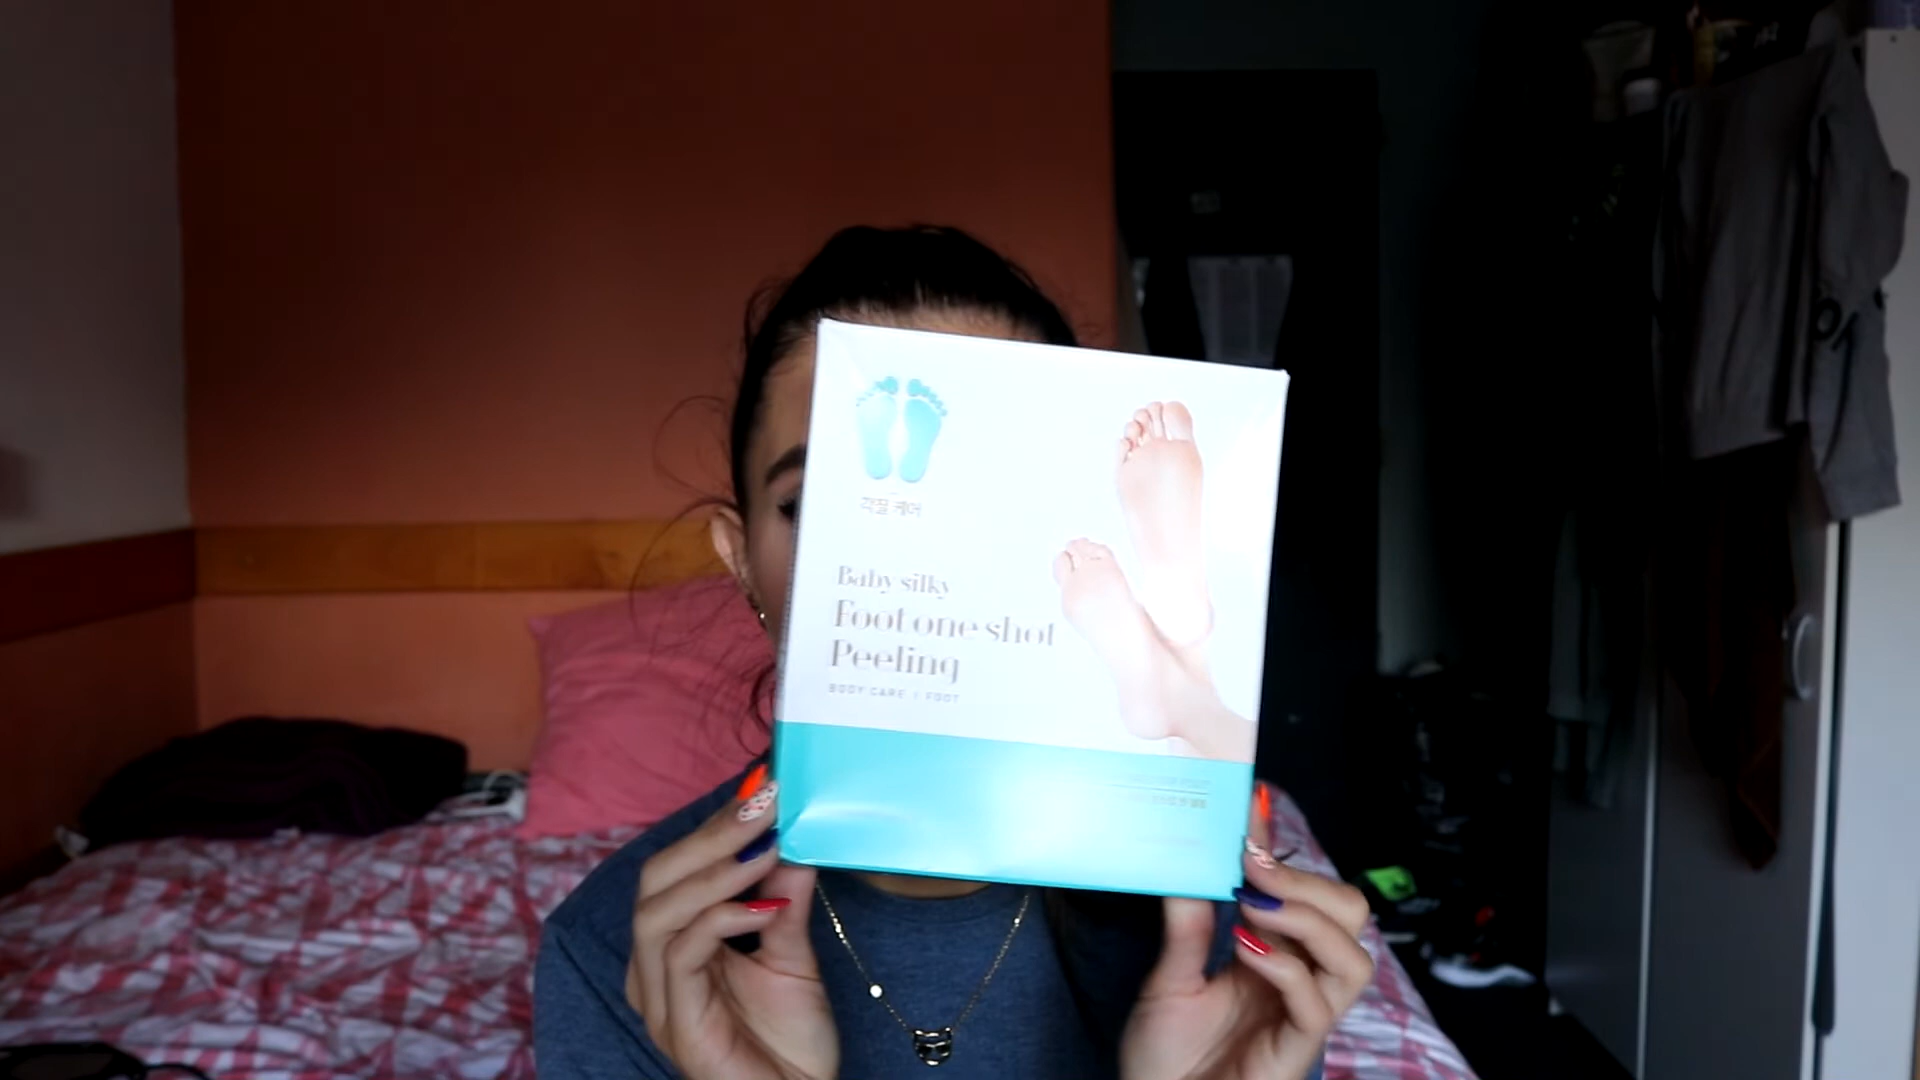 각질 케어
Baby silky
Foot one shot
Peeling
BODY CARE | FOOT